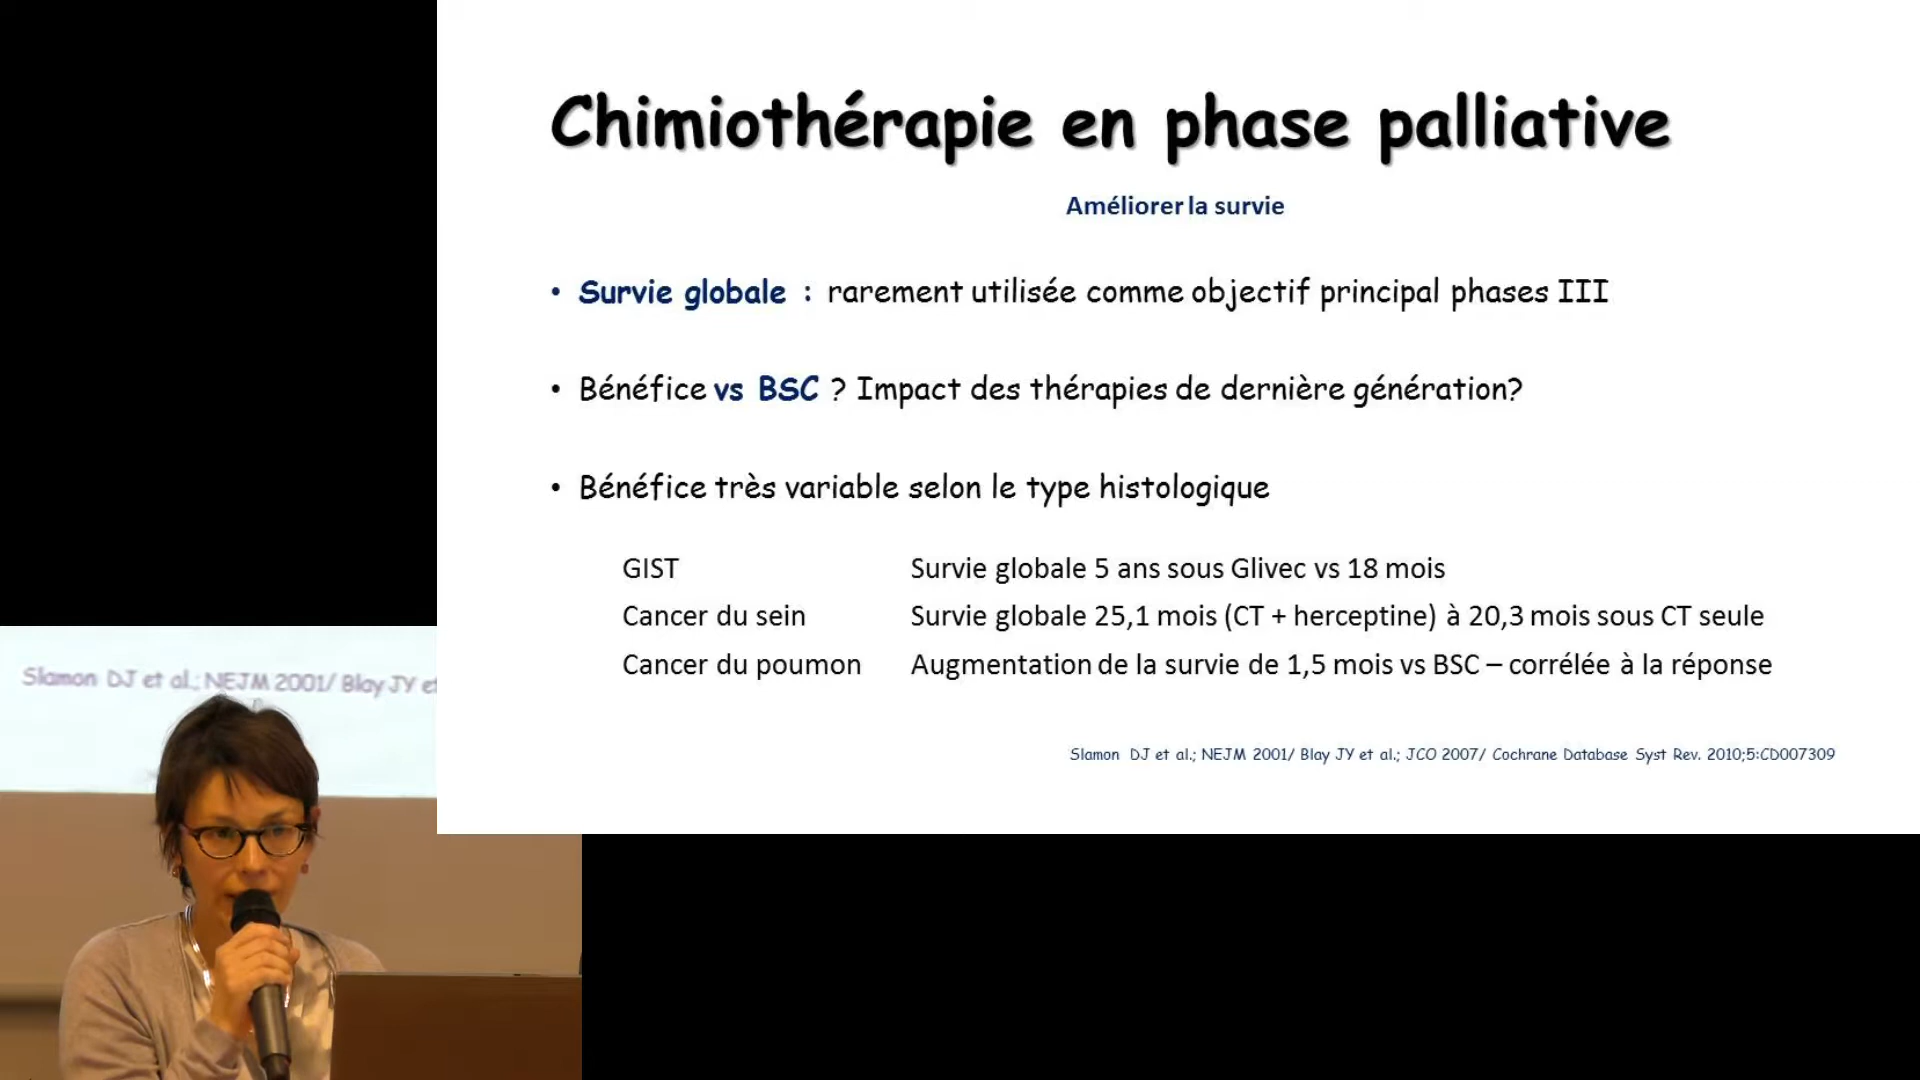 Chimiothérapie en phase palliative
Améliorer la survie
• Survie globale : rarement utilisée comme objectif principal phases III
• Bénéfice vs BSC ? Impact des thérapies de dernière génération?
• Bénéfice très variable selon le type histologique
GIST Survie globale 5 ans sous Glivec vs 18 mois
Cancer du sein Survie globale 25,1 mois (CT + herceptine) à 20,3 mois sous CT seule
Cancer du poumon Augmentation de la survie de 1,5 mois vs BSC – corrélée à la réponse
Slamon DJ et al.; NEJM 2001/ Blay JY et al.; JCO 2007/ Cochrane Database Syst Rev. 2010;5:CD007309
Slamon DJ et al.; NEJM 2001/ Blay JY et